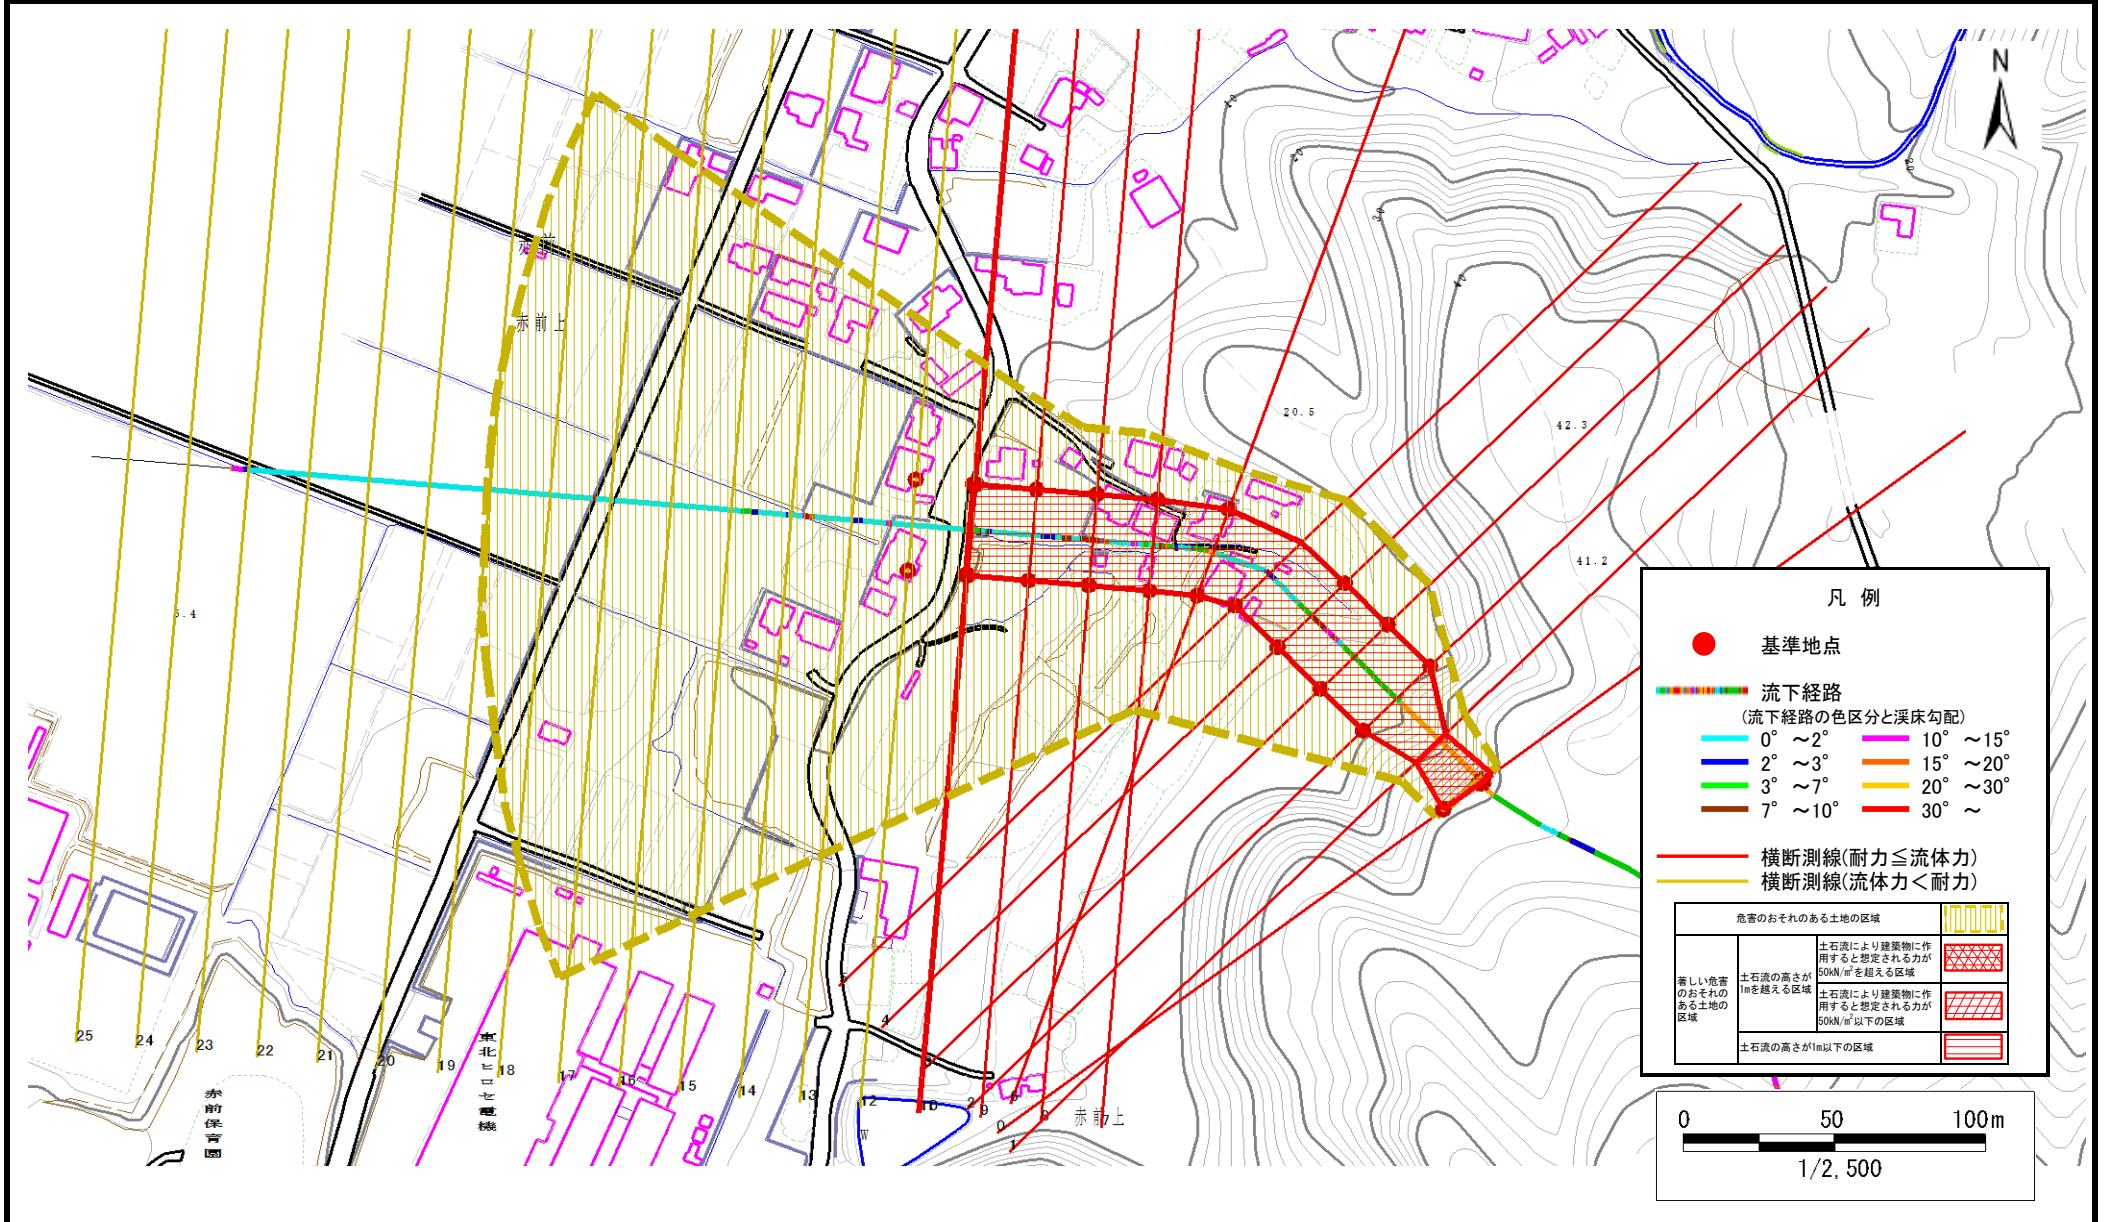 N
40
20
30
40
20
赤前
赤前上
20.5
42.3
41.2
5.4
凡 例
基準地点
流下経路
(流下経路の色区分と渓床勾配)
0° ～2°
10° ～15°
2° ～3°
15° ～20°
3° ～7°
20° ～30°
7° ～10°
30° ～
横断測線(耐力≦流体力)
横断測線(流体力＜耐力)
危害のおそれのある土地の区域
著しい危害
のおそれの
ある土地の
区域
土石流の高さが
1mを越える区域
土石流により建築物に作
用すると想定される力が
50kN/㎡を超える区域
土石流により建築物に作
用すると想定される力が
50kN/㎡以下の区域
土石流の高さが1m以下の区域
0 50 100m
1/2,500
25
24
23
22
21
20
19
18
17
16
15
14
13
12
10
2
9
6
8
0
1
5
4
東北ヒロセ電機
赤前保育園
赤前上
W